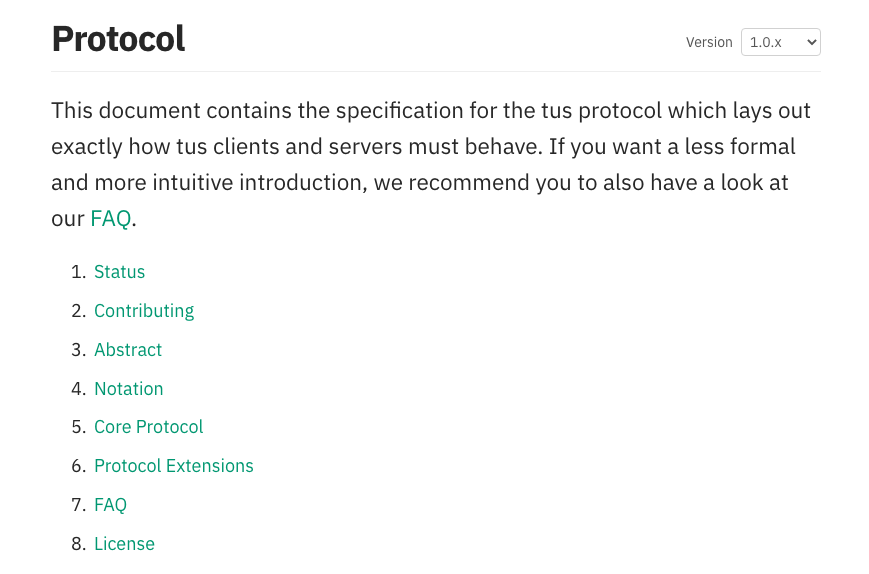 Protocol
Version 1.0.x
This document contains the specification for the tus protocol which lays out
exactly how tus clients and servers must behave. If you want a less formal
and more intuitive introduction, we recommend you to also have a look at
our FAQ.
1. Status
2. Contributing
3. Abstract
4. Notation
5. Core Protocol
6. Protocol Extensions
7. FAQ
8. License